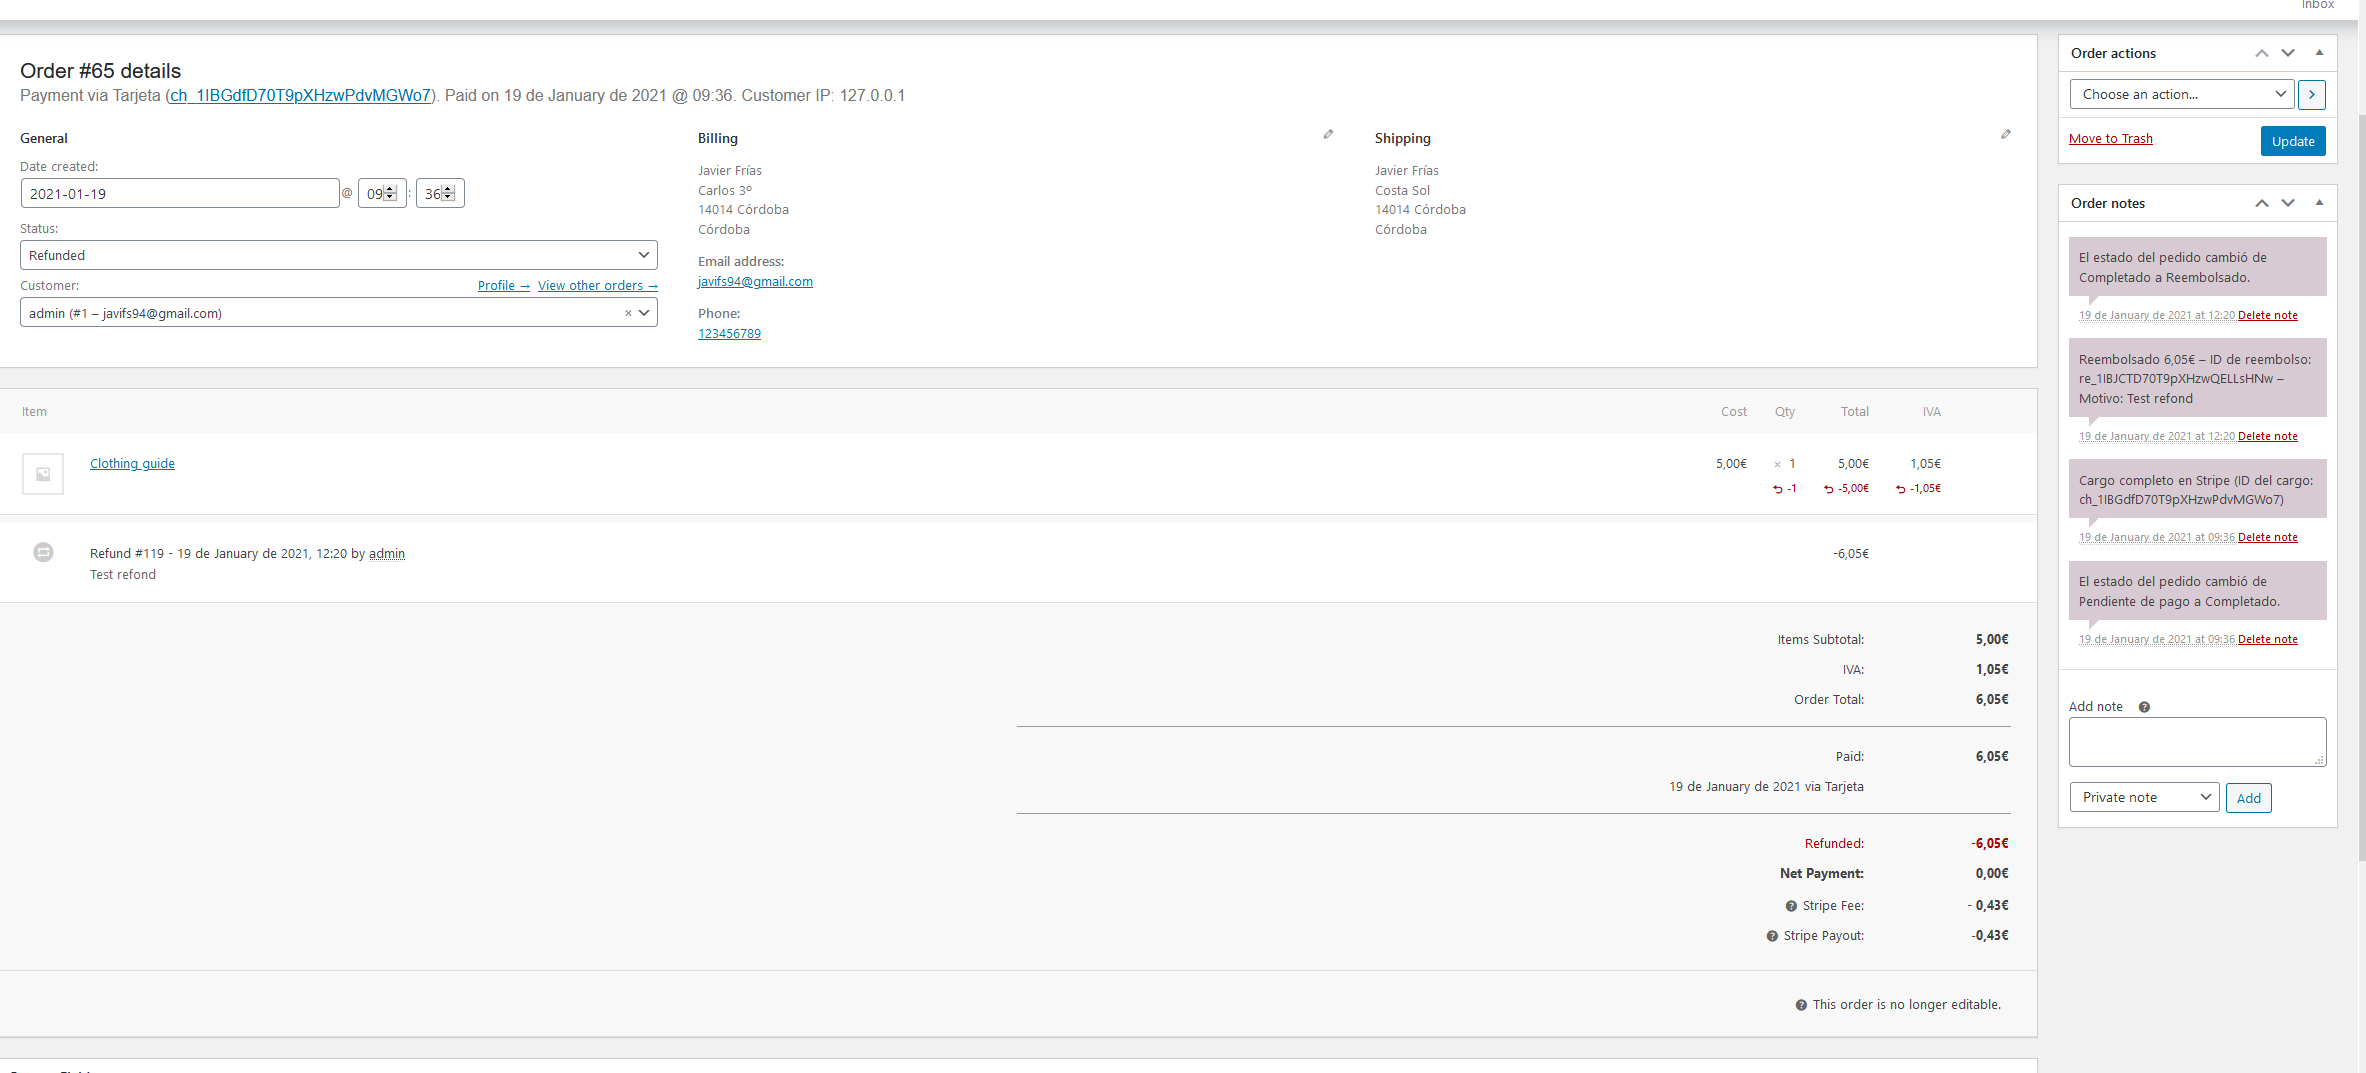 Inbox
Order #65 details
Payment via Tarjeta (ch_1IBGdfD70T9pXHzwPdvMGWo7). Paid on 19 de January de 2021 @ 09:36. Customer IP: 127.0.0.1
General
Date created:
2021-01-19 @ 09 : 36
Status:
Refunded
Customer: Profile → View other orders →
admin (#1 – javifs94@gmail.com) ×
Billing
Javier Frías
Carlos 3º
14014 Córdoba
Córdoba
Email address:
javifs94@gmail.com
Phone:
123456789
Shipping
Javier Frías
Costa Sol
14014 Córdoba
Córdoba
Item Cost Qty Total IVA
Clothing guide 5,00€ × 1 5,00€ 1,05€
-1 -5,00€ -1,05€
Refund #119 - 19 de January de 2021, 12:20 by admin -6,05€
Test refond
Items Subtotal: 5,00€
IVA: 1,05€
Order Total: 6,05€
Paid: 6,05€
19 de January de 2021 via Tarjeta
Refunded: -6,05€
Net Payment: 0,00€
Stripe Fee: - 0,43€
Stripe Payout: -0,43€
This order is no longer editable.
Order actions
Choose an action...
Move to Trash Update
Order notes
El estado del pedido cambió de
Completado a Reembolsado.
19 de January de 2021 at 12:20 Delete note
Reembolsado 6,05€ – ID de reembolso:
re_1IBJCTD70T9pXHzwQELLsHNw –
Motivo: Test refond
19 de January de 2021 at 12:20 Delete note
Cargo completo en Stripe (ID del cargo:
ch_1IBGdfD70T9pXHzwPdvMGWo7)
19 de January de 2021 at 09:36 Delete note
El estado del pedido cambió de
Pendiente de pago a Completado.
19 de January de 2021 at 09:36 Delete note
Add note
Private note Add